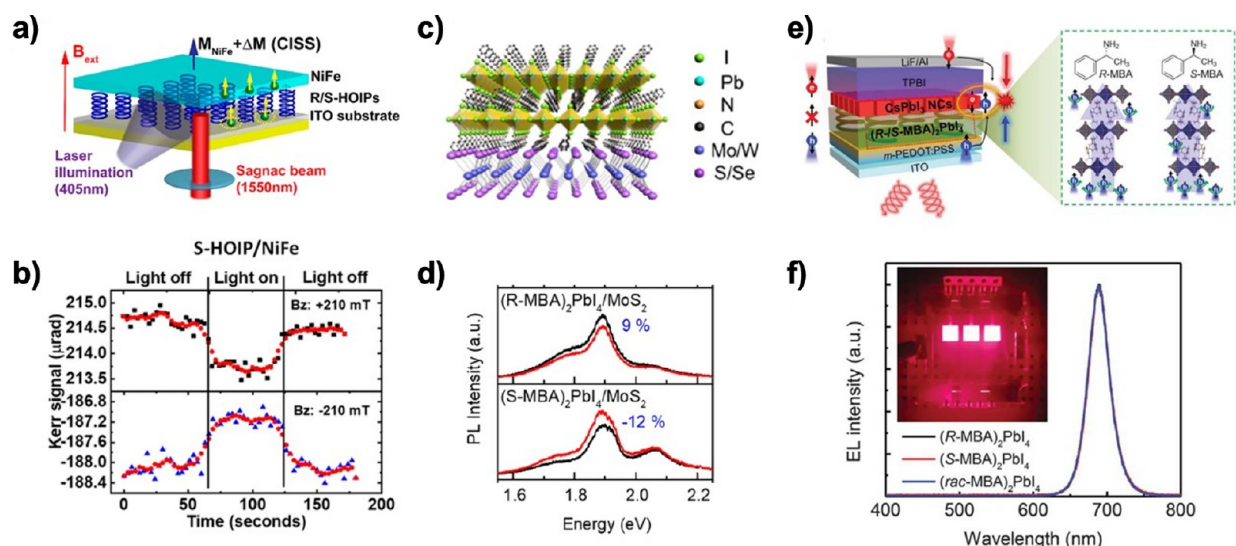 a)
B_ext
M_NiFe+ΔM (CISS)
NiFe
R/S-HOIPs
ITO substrate
Laser
illumination
(405nm)
Sagnac beam
(1550nm)
b)
S-HOIP/NiFe
Light off
Light on
Light off
Bz: +210 mT
215.0
214.5
214.0
213.5
Bz: -210 mT
-186.8
-187.2
-188.0
-188.4
Kerr signal (μrad)
0
50
100
150
200
Time (seconds)
c)
I
Pb
N
C
Mo/W
S/Se
d)
(R-MBA)₂PbI₄/MoS₂
9 %
(S-MBA)₂PbI₄/MoS₂
-12 %
PL Intensity (a.u.)
1.6
1.8
2.0
2.2
Energy (eV)
e)
LiF/Al
TPBI
CsPbI₃ NCs
(R-/S-MBA)₂PbI₄
m-PEDOT:PSS
ITO
NH₂
CH₃
R-MBA
NH₂
CH₃
S-MBA
f)
EL intensity (a.u.)
(R-MBA)₂PbI₄
(S-MBA)₂PbI₄
(rac-MBA)₂PbI₄
400
500
600
700
800
Wavelength (nm)